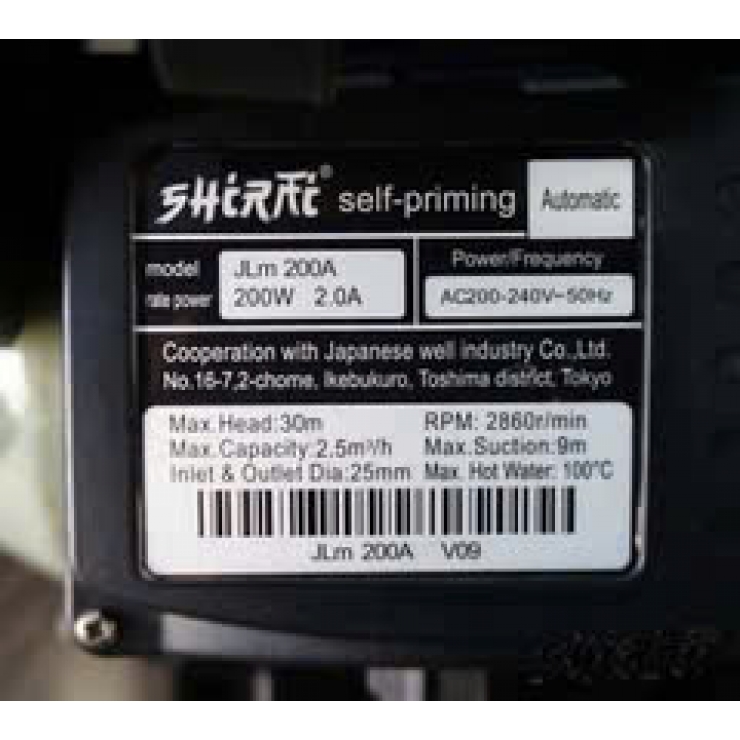 SHIRAI® self-priming Automatic
model JLm 200A
rate power 200W 2.0A
Power/Frequency
AC200-240V~50Hz
Cooperation with Japanese well industry Co.,Ltd.
No.16-7,2-chome, Ikebukuro, Toshima district, Tokyo
Max.Head:30m RPM: 2860r/min
Max.Capacity:2.5m³/h Max.Suction:9m
Inlet & Outlet Dia:25mm Max. Hot Water: 100°C
JLm 200A V09
SHIRAI